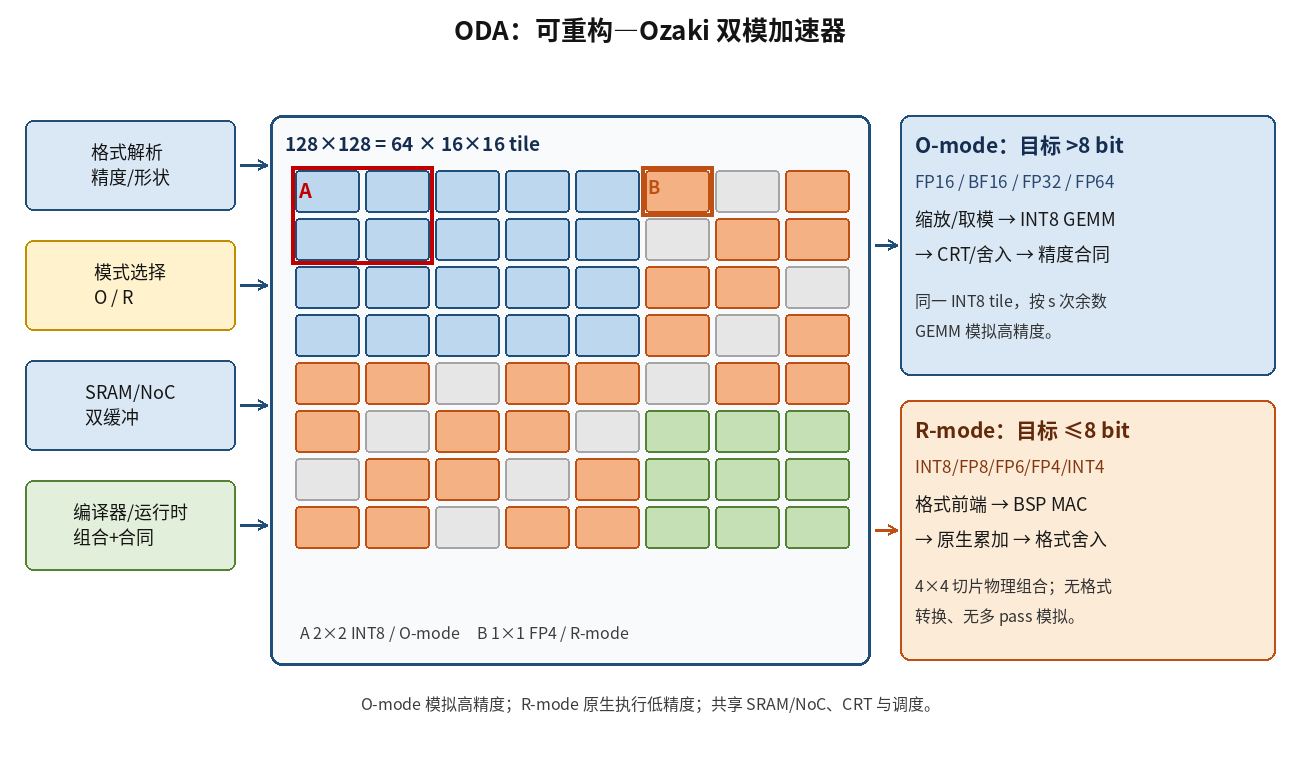 ODA：可重构—Ozaki 双模加速器
格式解析
精度/形状
模式选择
O / R
SRAM/NoC
双缓冲
编译器/运行时
组合+合同
128×128 = 64 × 16×16 tile
A
B
A 2×2 INT8 / O-mode B 1×1 FP4 / R-mode
O-mode：目标 >8 bit
FP16 / BF16 / FP32 / FP64
缩放/取模 → INT8 GEMM
→ CRT/舍入 → 精度合同
同一 INT8 tile，按 s 次余数
GEMM 模拟高精度。
R-mode：目标 ≤8 bit
INT8/FP8/FP6/FP4/INT4
格式前端 → BSP MAC
→ 原生累加 → 格式舍入
4×4 切片物理组合；无格式
转换、无多 pass 模拟。
O-mode 模拟高精度；R-mode 原生执行低精度；共享 SRAM/NoC、CRT 与调度。